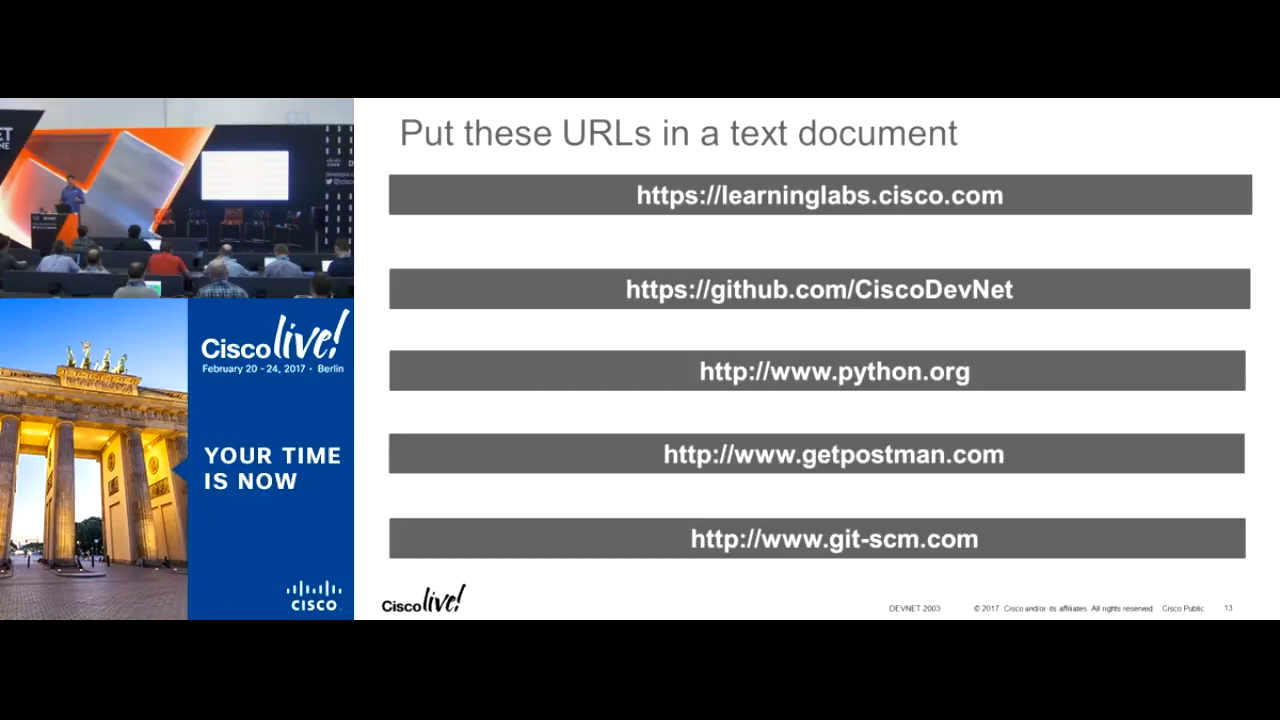 Put these URLs in a text document
https://learninglabs.cisco.com
https://github.com/CiscoDevNet
http://www.python.org
http://www.getpostman.com
http://www.git-scm.com
Cisco live!
February 20 - 24, 2017 · Berlin
YOUR TIME
IS NOW
CISCO
Cisco live!
DEVNET-2003
© 2017 Cisco and/or its affiliates. All rights reserved. Cisco Public
13